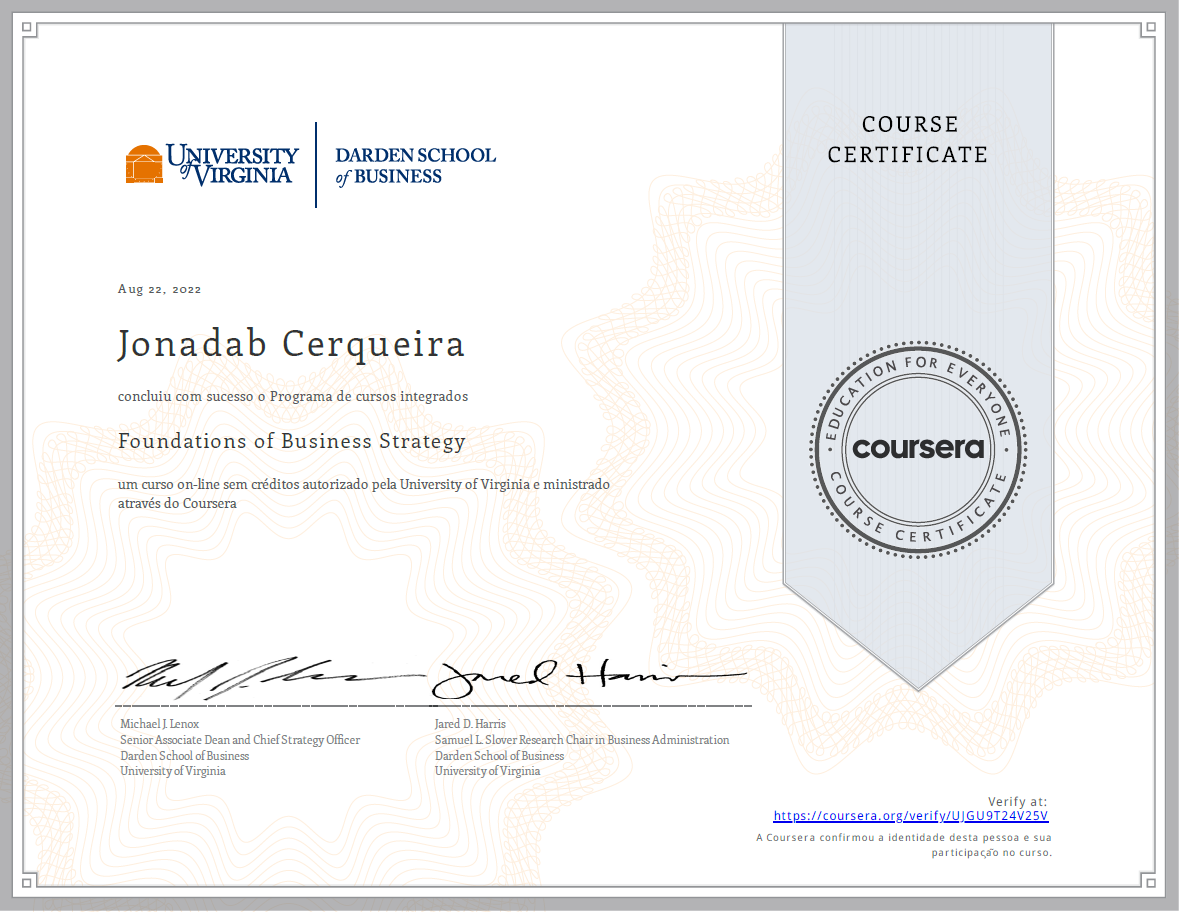 UNIVERSITY
of VIRGINIA
DARDEN SCHOOL
of BUSINESS
COURSE
CERTIFICATE
Aug 22, 2022
Jonadab Cerqueira
concluiu com sucesso o Programa de cursos integrados
Foundations of Business Strategy
um curso on-line sem créditos autorizado pela University of Virginia e ministrado
através do Coursera
EDUCATION FOR EVERYONE
coursera
COURSE CERTIFICATE
Jared Harris
Michael J. Lenox
Senior Associate Dean and Chief Strategy Officer
Darden School of Business
University of Virginia
Jared D. Harris
Samuel L. Slover Research Chair in Business Administration
Darden School of Business
University of Virginia
Verify at:
https://coursera.org/verify/UJGU9T24V25V
A Coursera confirmou a identidade desta pessoa e sua
participação no curso.